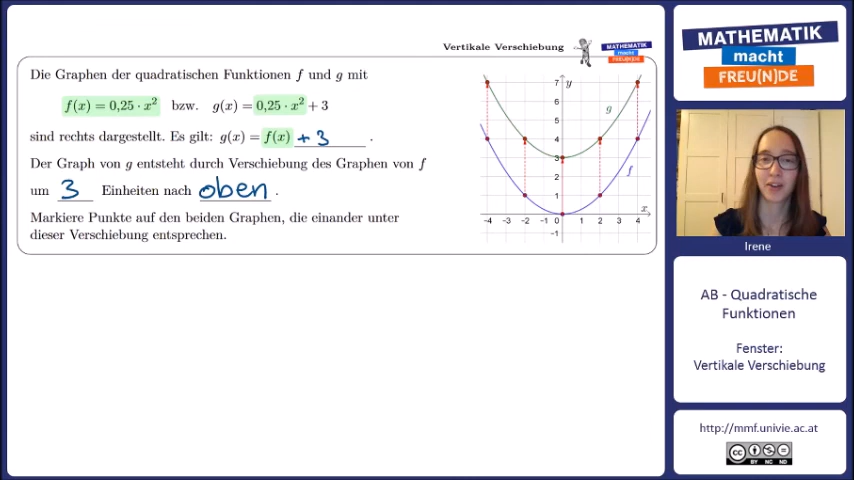 Vertikale Verschiebung
MATHEMATIK
macht
FREU(N)DE
Die Graphen der quadratischen Funktionen f und g mit
f(x) = 0,25 · x² bzw. g(x) = 0,25 · x² + 3
sind rechts dargestellt. Es gilt: g(x) = f(x) + 3 .
Der Graph von g entsteht durch Verschiebung des Graphen von f
um 3 Einheiten nach oben .
Markiere Punkte auf den beiden Graphen, die einander unter
dieser Verschiebung entsprechen.
y
7
6
5
4
3
2
1
-1
-4 -3 -2 -1 0 1 2 3 4
x
g
f
MATHEMATIK
macht
FREU(N)DE
Irene
AB - Quadratische
Funktionen
Fenster:
Vertikale Verschiebung
http://mmf.univie.ac.at
cc
BY NC ND